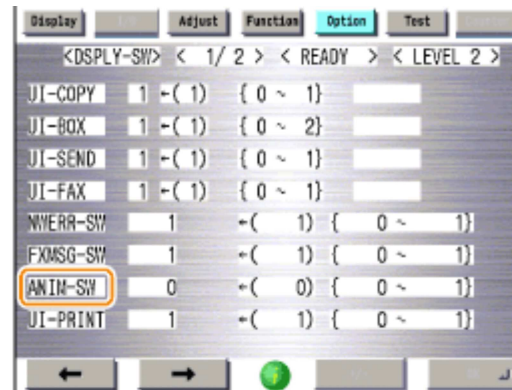 Display Adjust Function Option Test
<DSPLY-SW> < 1/ 2 > < READY > < LEVEL 2 >
UI-COPY 1 ←( 1) { 0 ~ 1}
UI-BOX 1 ←( 1) { 0 ~ 2}
UI-SEND 1 ←( 1) { 0 ~ 1}
UI-FAX 1 ←( 1) { 0 ~ 1}
NWERR-SW 1 ←( 1) { 0 ~ 1}
FXMSG-SW 1 ←( 1) { 0 ~ 1}
ANIM-SW 0 ←( 0) { 0 ~ 1}
UI-PRINT 1 ←( 1) { 0 ~ 1}
← →